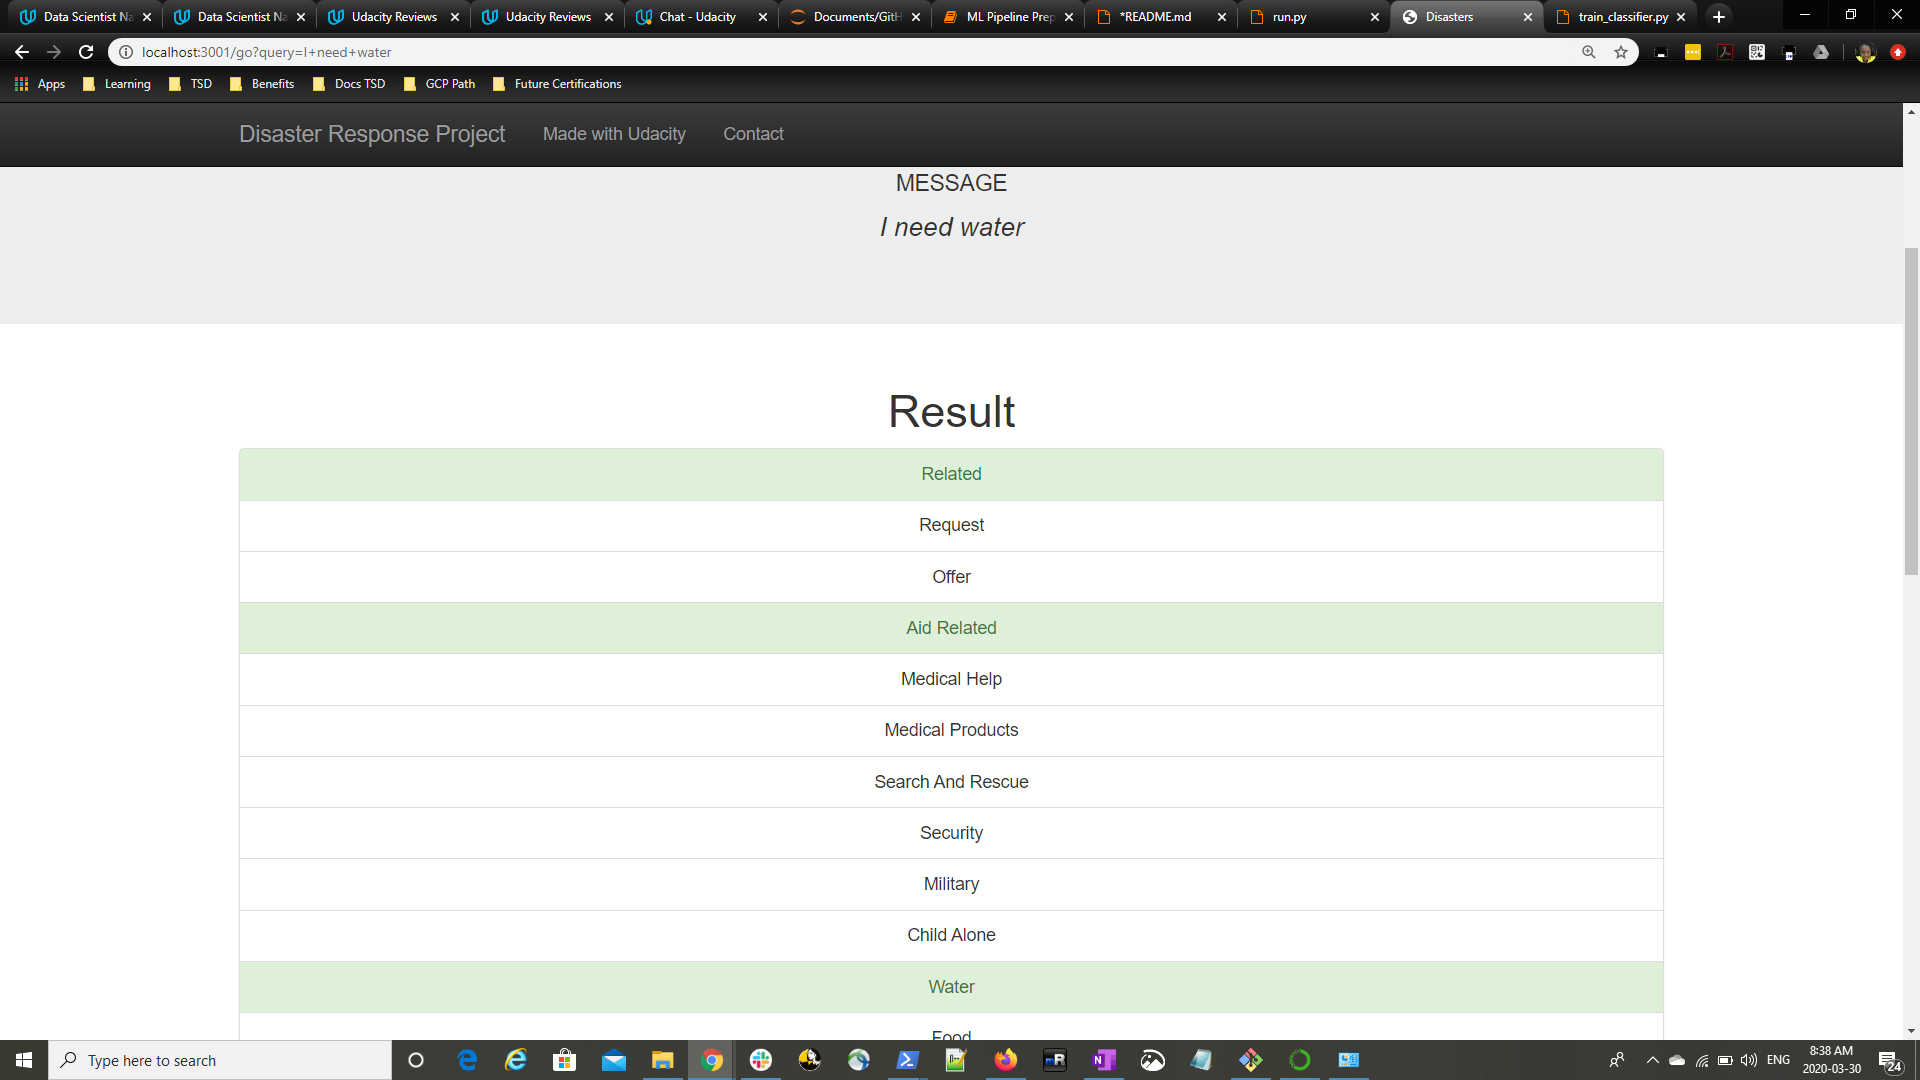 Data Scientist Na
Data Scientist Na
Udacity Reviews
Udacity Reviews
Chat - Udacity
Documents/GitH
ML Pipeline Prep
*README.md
run.py
Disasters
train_classifier.py
localhost:3001/go?query=I+need+water
Apps
Learning
TSD
Benefits
Docs TSD
GCP Path
Future Certifications
Disaster Response Project
Made with Udacity
Contact
MESSAGE
I need water
Result
Related
Request
Offer
Aid Related
Medical Help
Medical Products
Search And Rescue
Security
Military
Child Alone
Water
Food
Type here to search
ENG
8:38 AM
2020-03-30
24